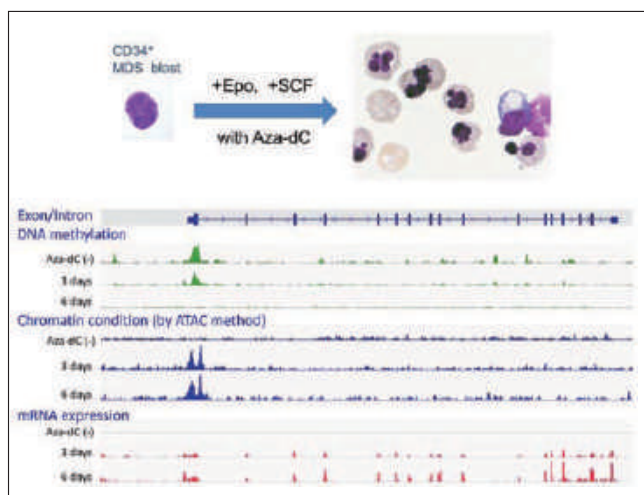 CD34+
MDS blast
+Epo, +SCF
with Aza-dC
Exon/Intron
DNA methylation
Aza-dC (-)
3 days
6 days
Chromatin condition (by ATAC method)
Aza-dC (-)
3 days
6 days
mRNA expression
Aza-dC (-)
3 days
6 days